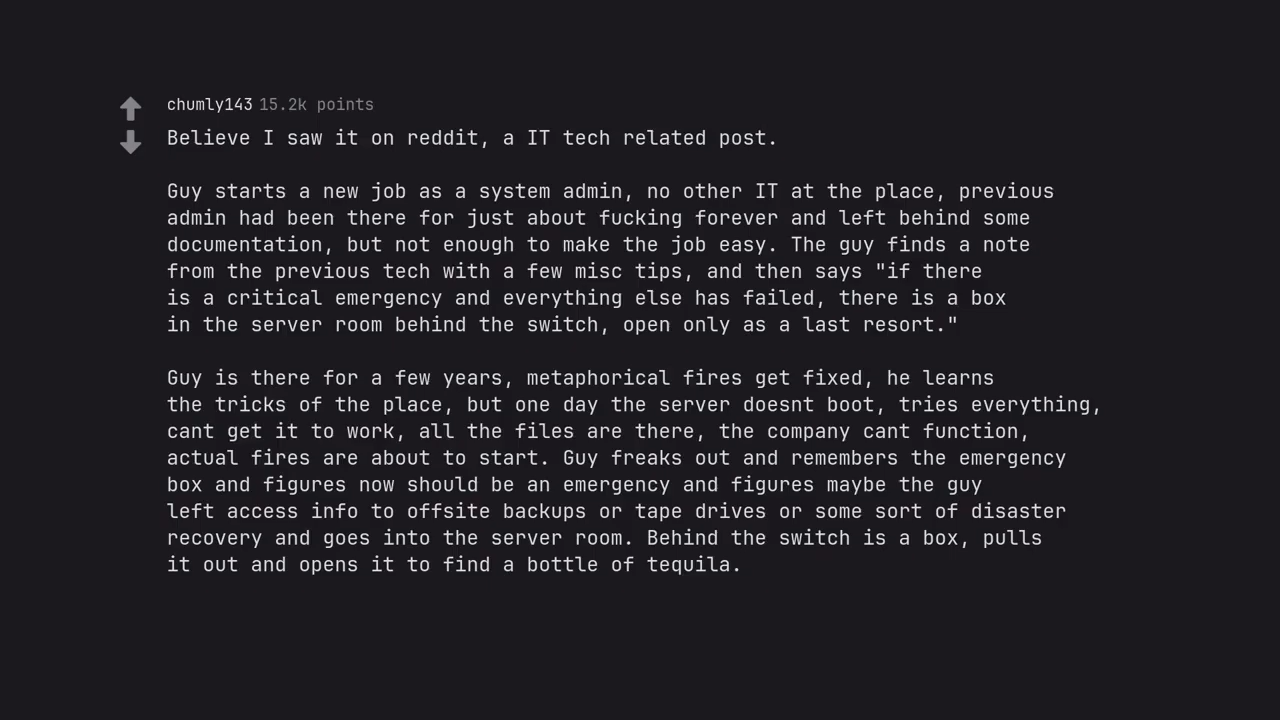 chumly143 15.2k points
Believe I saw it on reddit, a IT tech related post.
Guy starts a new job as a system admin, no other IT at the place, previous
admin had been there for just about fucking forever and left behind some
documentation, but not enough to make the job easy. The guy finds a note
from the previous tech with a few misc tips, and then says "if there
is a critical emergency and everything else has failed, there is a box
in the server room behind the switch, open only as a last resort."
Guy is there for a few years, metaphorical fires get fixed, he learns
the tricks of the place, but one day the server doesnt boot, tries everything,
cant get it to work, all the files are there, the company cant function,
actual fires are about to start. Guy freaks out and remembers the emergency
box and figures now should be an emergency and figures maybe the guy
left access info to offsite backups or tape drives or some sort of disaster
recovery and goes into the server room. Behind the switch is a box, pulls
it out and opens it to find a bottle of tequila.